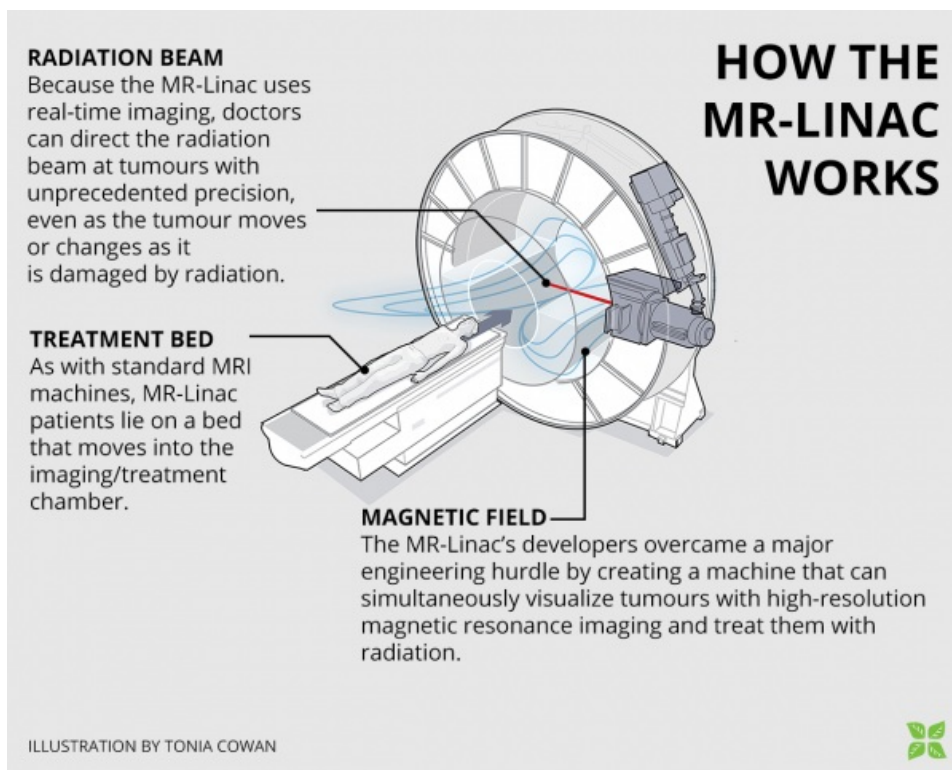 HOW THE
MR-LINAC
WORKS
RADIATION BEAM
Because the MR-Linac uses
real-time imaging, doctors
can direct the radiation
beam at tumours with
unprecedented precision,
even as the tumour moves
or changes as it
is damaged by radiation.
TREATMENT BED
As with standard MRI
machines, MR-Linac
patients lie on a bed
that moves into the
imaging/treatment
chamber.
MAGNETIC FIELD
The MR-Linac’s developers overcame a major
engineering hurdle by creating a machine that can
simultaneously visualize tumours with high-resolution
magnetic resonance imaging and treat them with
radiation.
ILLUSTRATION BY TONIA COWAN